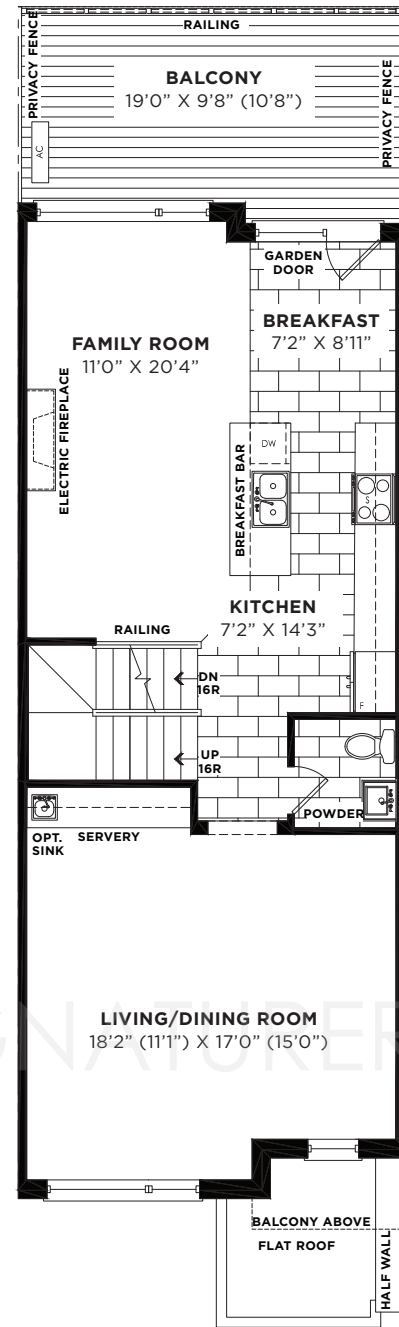 RAILING
PRIVACY FENCE
BALCONY
19'0" X 9'8" (10'8")
PRIVACY FENCE
AC
GARDEN
DOOR
BREAKFAST
7'2" X 8'11"
FAMILY ROOM
11'0" X 20'4"
ELECTRIC FIREPLACE
BREAKFAST BAR
DW
S
KITCHEN
7'2" X 14'3"
RAILING
DN
16R
F
UP
16R
POWDER
OPT.
SINK
SERVERY
LIVING/DINING ROOM
18'2" (11'1") X 17'0" (15'0")
GNATURER
BALCONY ABOVE
FLAT ROOF
HALF WALL